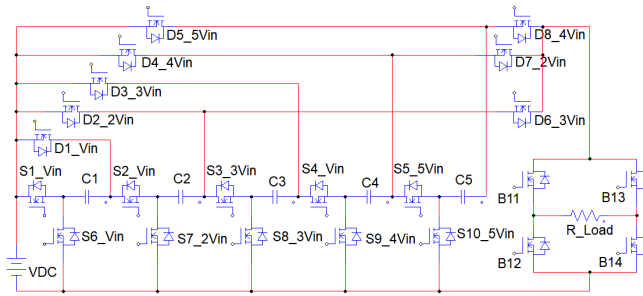 D5_5Vin
D8_4Vin
D4_4Vin
D7_2Vin
D3_3Vin
D2_2Vin
D6_3Vin
D1_Vin
S1_Vin
C1
S2_Vin
C2
S3_3Vin
C3
S4_Vin
C4
S5_5Vin
C5
B11
B13
R_Load
S6_Vin
S7_2Vin
S8_3Vin
S9_4Vin
S10_5Vin
B12
B14
VDC